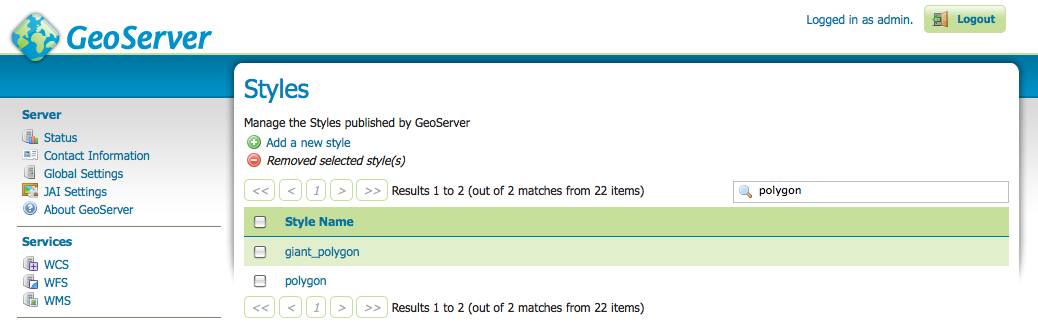 GeoServer
Logged in as admin. Logout
Styles
Server
Manage the Styles published by GeoServer
Status
Add a new style
Contact Information
Removed selected style(s)
Global Settings
JAI Settings
<< < 1 > >> Results 1 to 2 (out of 2 matches from 22 items) polygon
About GeoServer
Style Name
Services
giant_polygon
WCS
WFS
polygon
WMS
<< < 1 > >> Results 1 to 2 (out of 2 matches from 22 items)